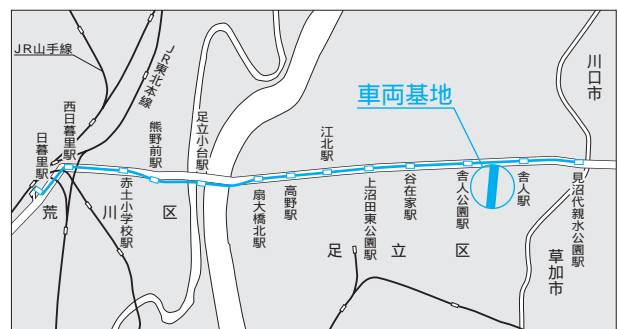 JR山手線
JR東北本線
日暮里駅
西日暮里駅
赤土小学校駅
熊野前駅
足立小台駅
扇大橋北駅
高野駅
江北駅
上沼田東公園駅
谷在家駅
舎人公園駅
舎人駅
見沼代親水公園駅
車両基地
荒川区
足立区
川口市
草加市